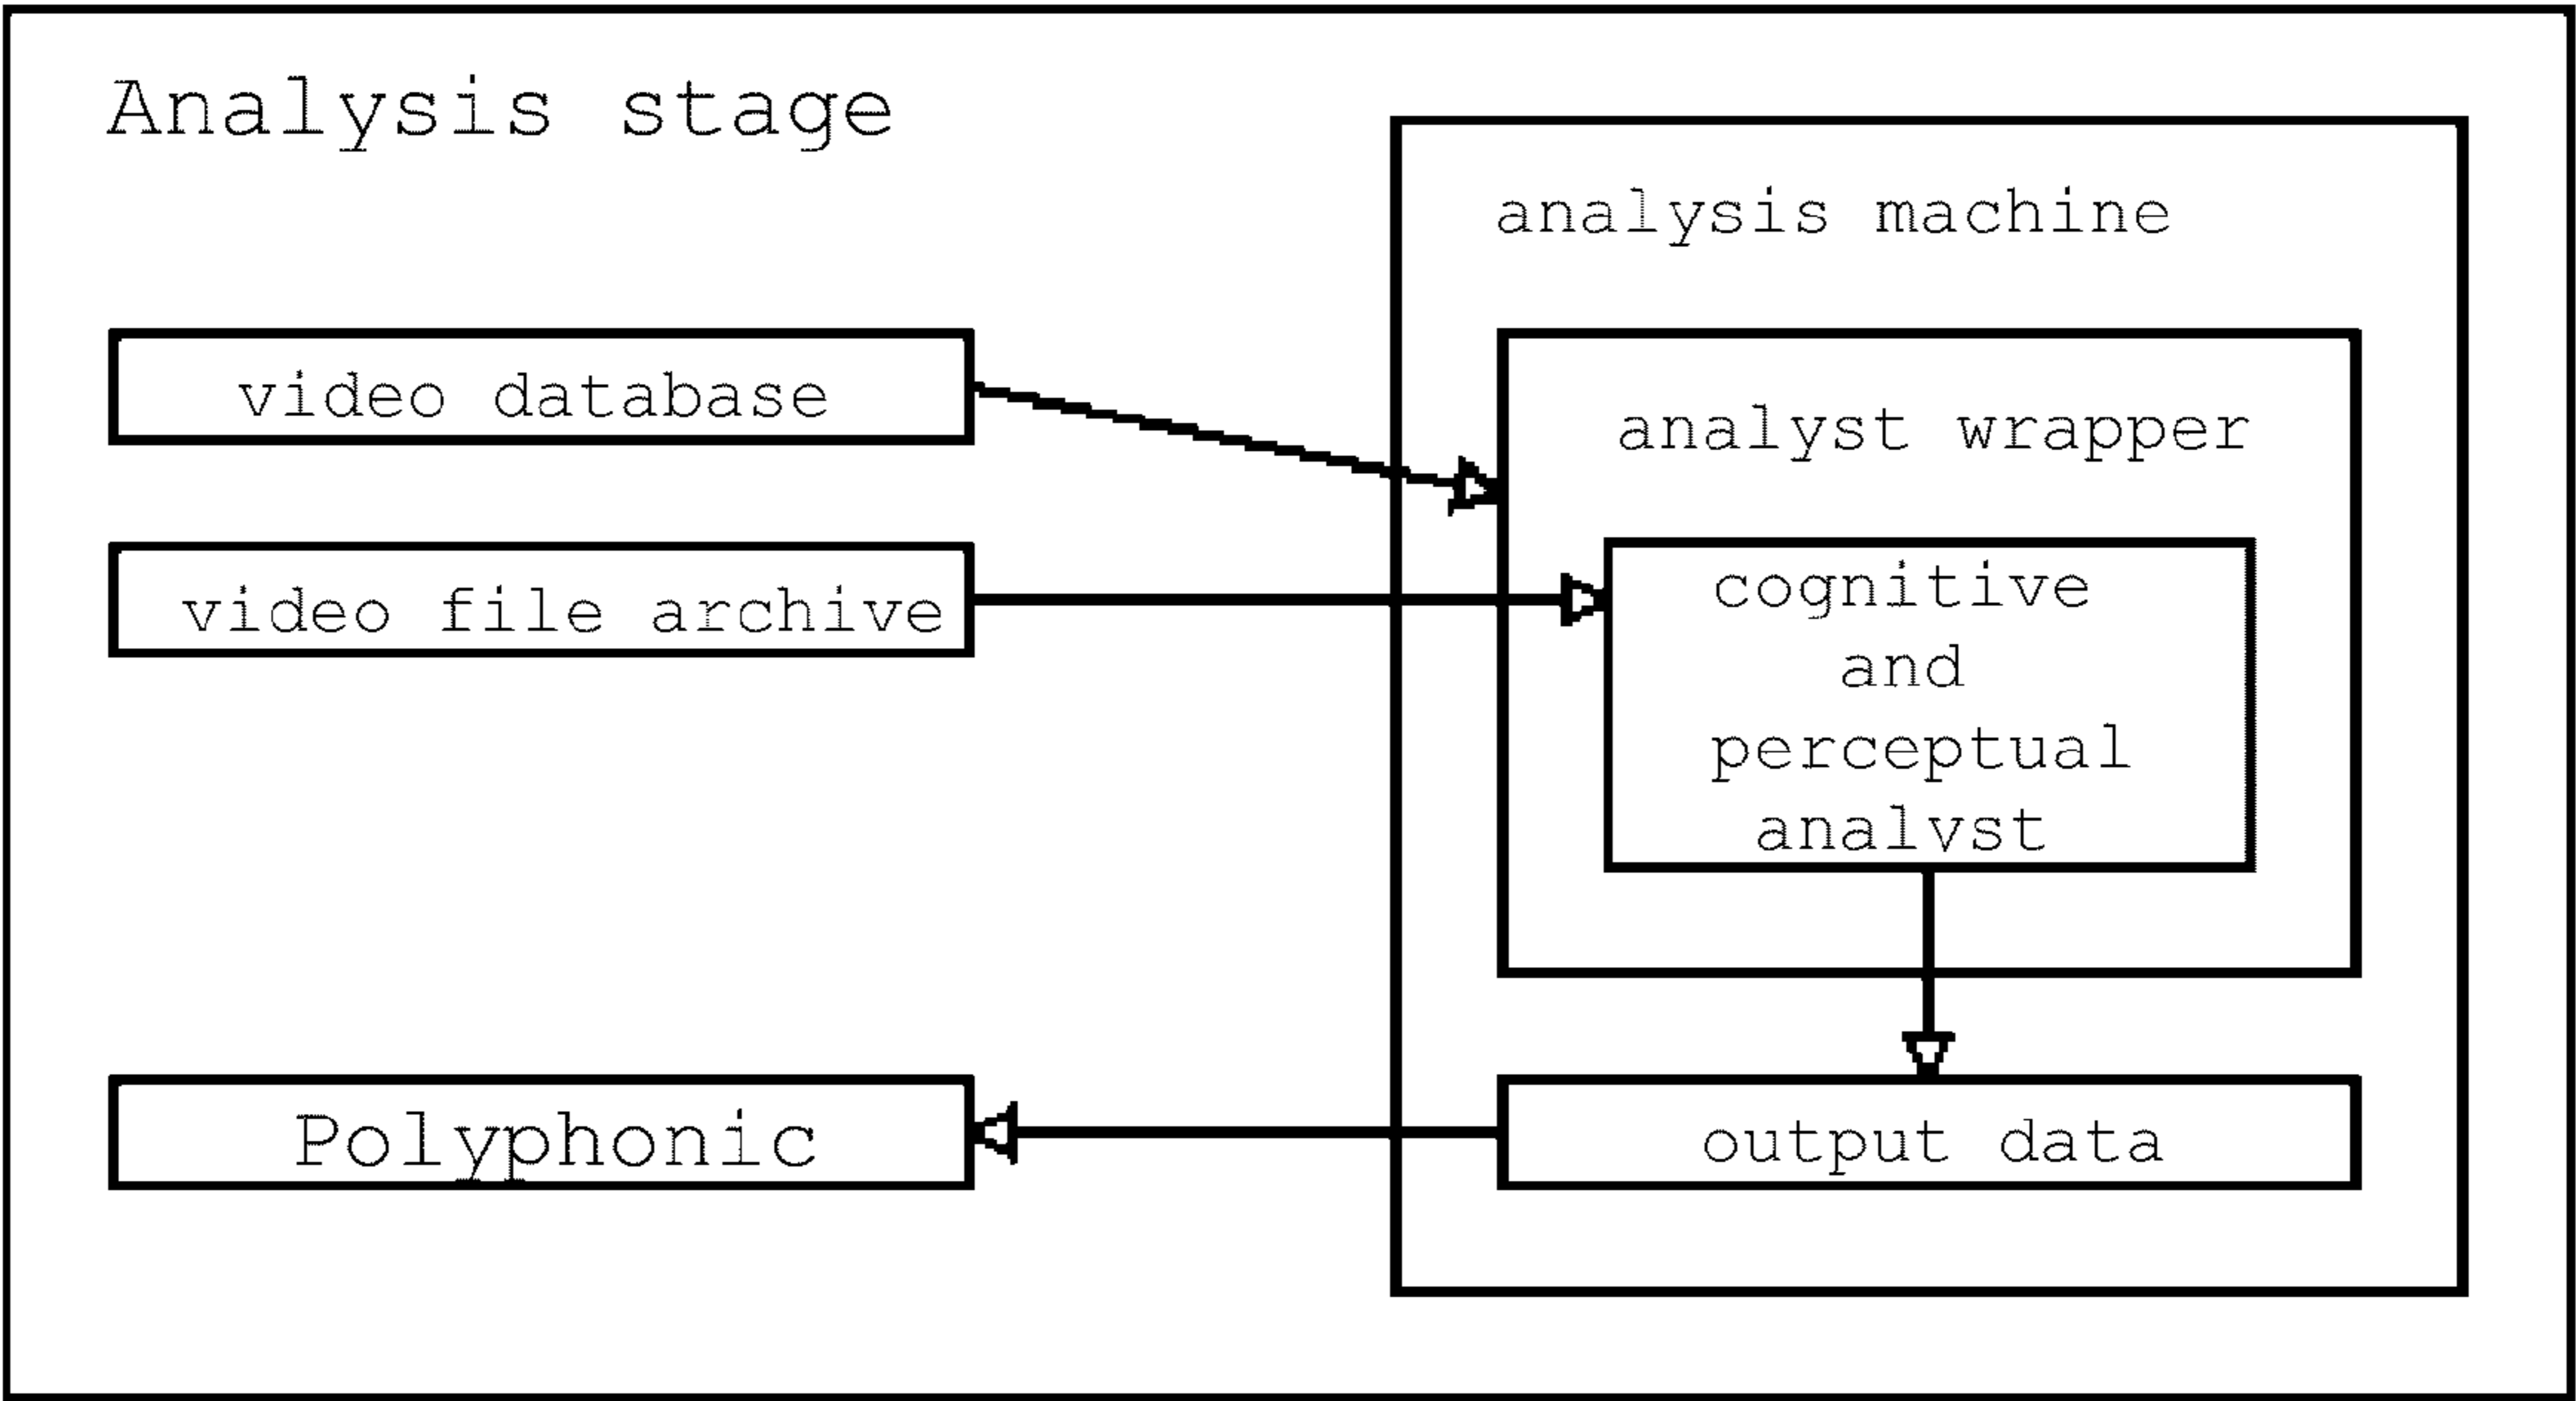 Analysis stage
analysis machine
video database
analyst wrapper
video file archive
cognitive
and
perceptual
analyst
Polyphonic
output data